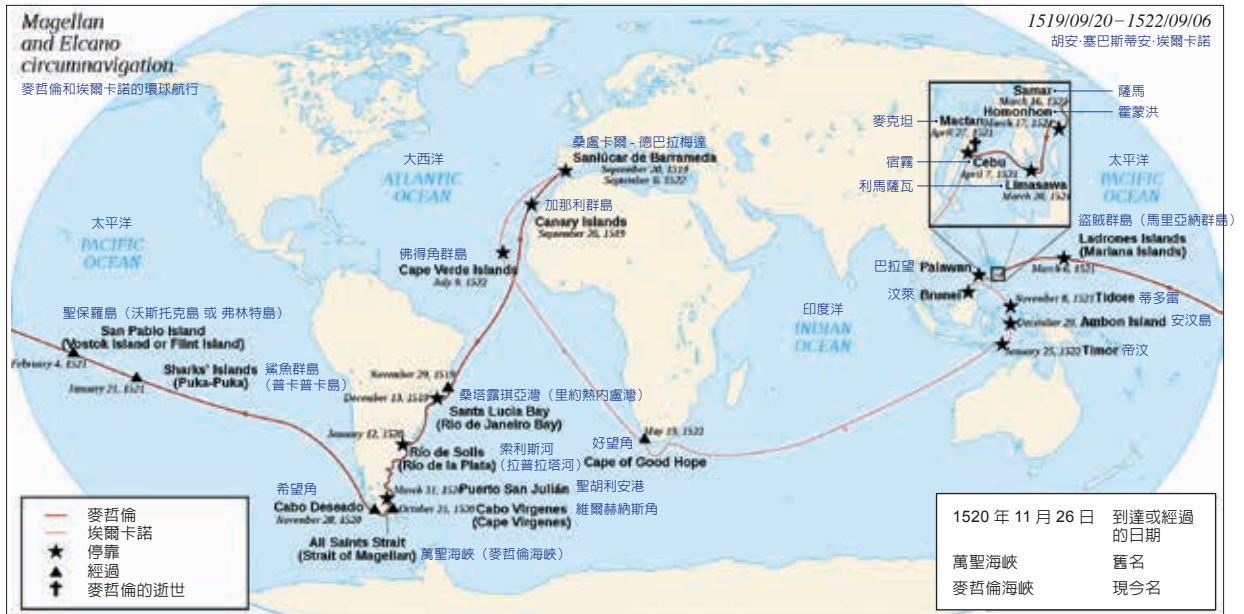 Magellan
and Elcano
circumnavigation
麥哲倫和埃爾卡諾的環球航行
1519/09/20–1522/09/06
胡安·塞巴斯蒂安·埃爾卡諾
Samar
March 16, 1521
薩馬
Homonhon
March 17, 1521
霍蒙洪
麥克坦
Mactan
April 27, 1521
宿霧
Cebu
April 7, 1521
利馬薩瓦
Limasawa
March 28, 1521
太平洋
PACIFIC
OCEAN
盜賊群島（馬里亞納群島）
Ladrones Islands
(Mariana Islands)
March 6, 1521
桑盧卡爾 - 德巴拉梅達
Sanlúcar de Barrameda
September 20, 1519
September 6, 1522
大西洋
ATLANTIC
OCEAN
加那利群島
Canary Islands
September 26, 1519
佛得角群島
Cape Verde Islands
July 9, 1522
太平洋
PACIFIC
OCEAN
巴拉望 Palawan
汶萊 Brunei
November 8, 1521 Tidore 蒂多雷
December 29, Ambon Island 安汶島
January 25, 1522 Timor 帝汶
印度洋
INDIAN
OCEAN
聖保羅島（沃斯托克島 或 弗林特島）
San Pablo Island
(Vostok Island or Flint Island)
February 4, 1521
Sharks' Islands
(Puka-Puka)
鯊魚群島
（普卡普卡島）
January 21, 1521
November 29, 1519
December 13, 1519
桑塔露琪亞灣（里約熱內盧灣）
Santa Lucia Bay
(Rio de Janeiro Bay)
January 12, 1520
Río de Solís
(Río de la Plata)
索利斯河
（拉普拉塔河）
好望角
May 19, 1522
Cape of Good Hope
March 31, 1520 Puerto San Julián 聖胡利安港
希望角
Cabo Deseado
November 28, 1520
October 21, 1520 Cabo Vírgenes
(Cape Virgenes)
維爾赫納斯角
All Saints Strait
(Strait of Magellan) 萬聖海峽（麥哲倫海峽）
麥哲倫
埃爾卡諾
停靠
經過
麥哲倫的逝世
1520 年 11 月 26 日 到達或經過
的日期
萬聖海峽 舊名
麥哲倫海峽 現今名